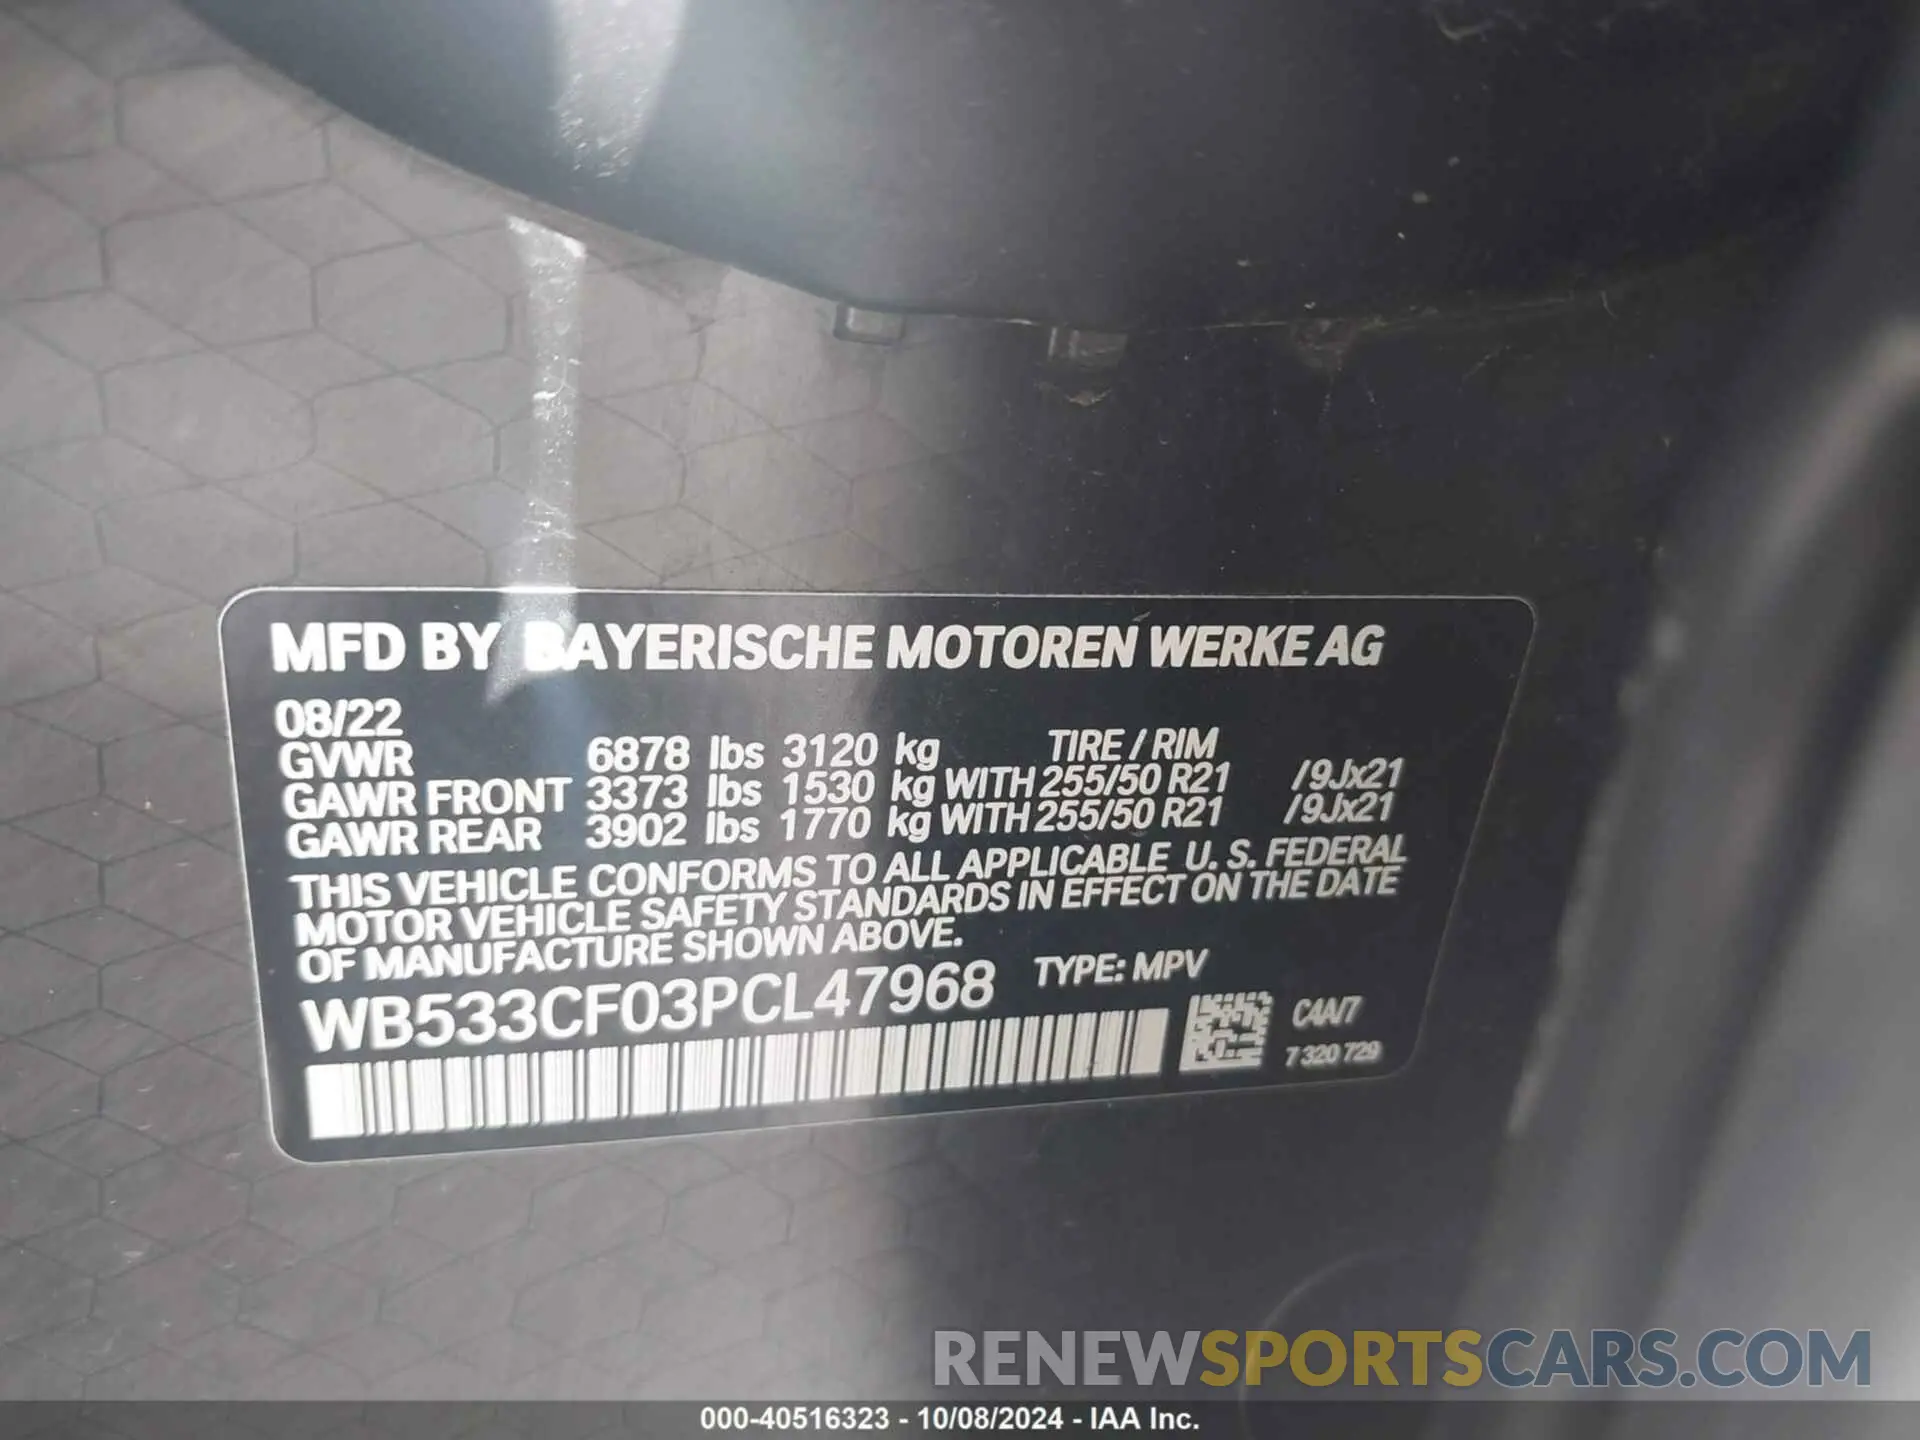 MFD BY BAYERISCHE MOTOREN WERKE AG
08/22
GVWR 6878 lbs 3120 kg TIRE / RIM
GAWR FRONT 3373 lbs 1530 kg WITH 255/50 R21 /9Jx21
GAWR REAR 3902 lbs 1770 kg WITH 255/50 R21 /9Jx21
THIS VEHICLE CONFORMS TO ALL APPLICABLE U. S. FEDERAL
MOTOR VEHICLE SAFETY STANDARDS IN EFFECT ON THE DATE
OF MANUFACTURE SHOWN ABOVE.
WB533CF03PCL47968 TYPE: MPV
C4A/7
7 320 729
RENEWSPORTSCARS.COM
000-40516323 - 10/08/2024 - IAA Inc.